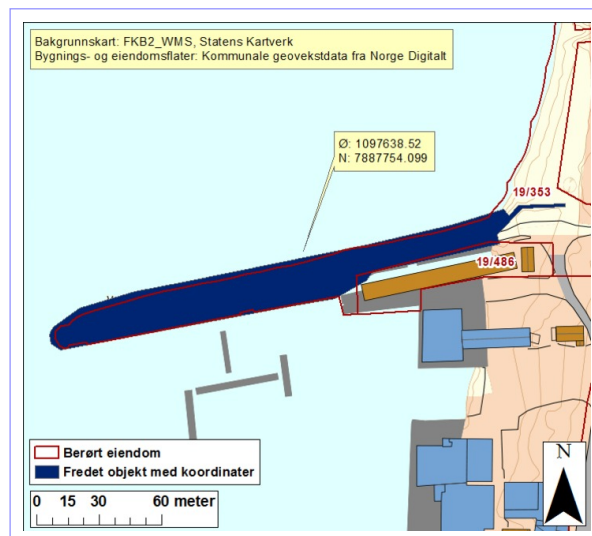 Bakgrunnskart: FKB2_WMS, Statens Kartverk
Bygnings- og eiendomsflater: Kommunale geovekstdata fra Norge Digitalt
Ø: 1097638.52
N: 7887754.099
19/353
19/486
Berørt eiendom
Fredet objekt med koordinater
N
0 15 30 60 meter